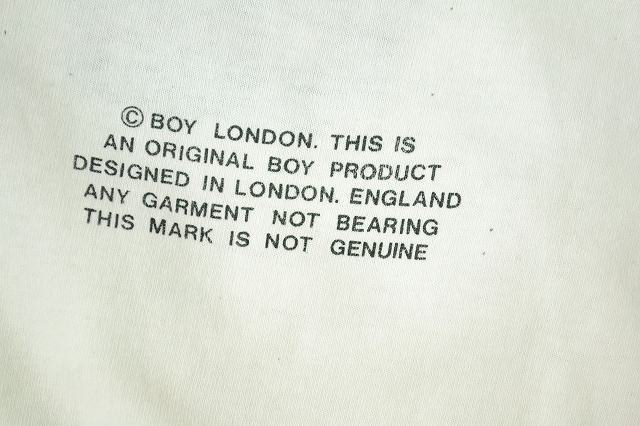 © BOY LONDON. THIS IS
AN ORIGINAL BOY PRODUCT
DESIGNED IN LONDON. ENGLAND
ANY GARMENT NOT BEARING
THIS MARK IS NOT GENUINE